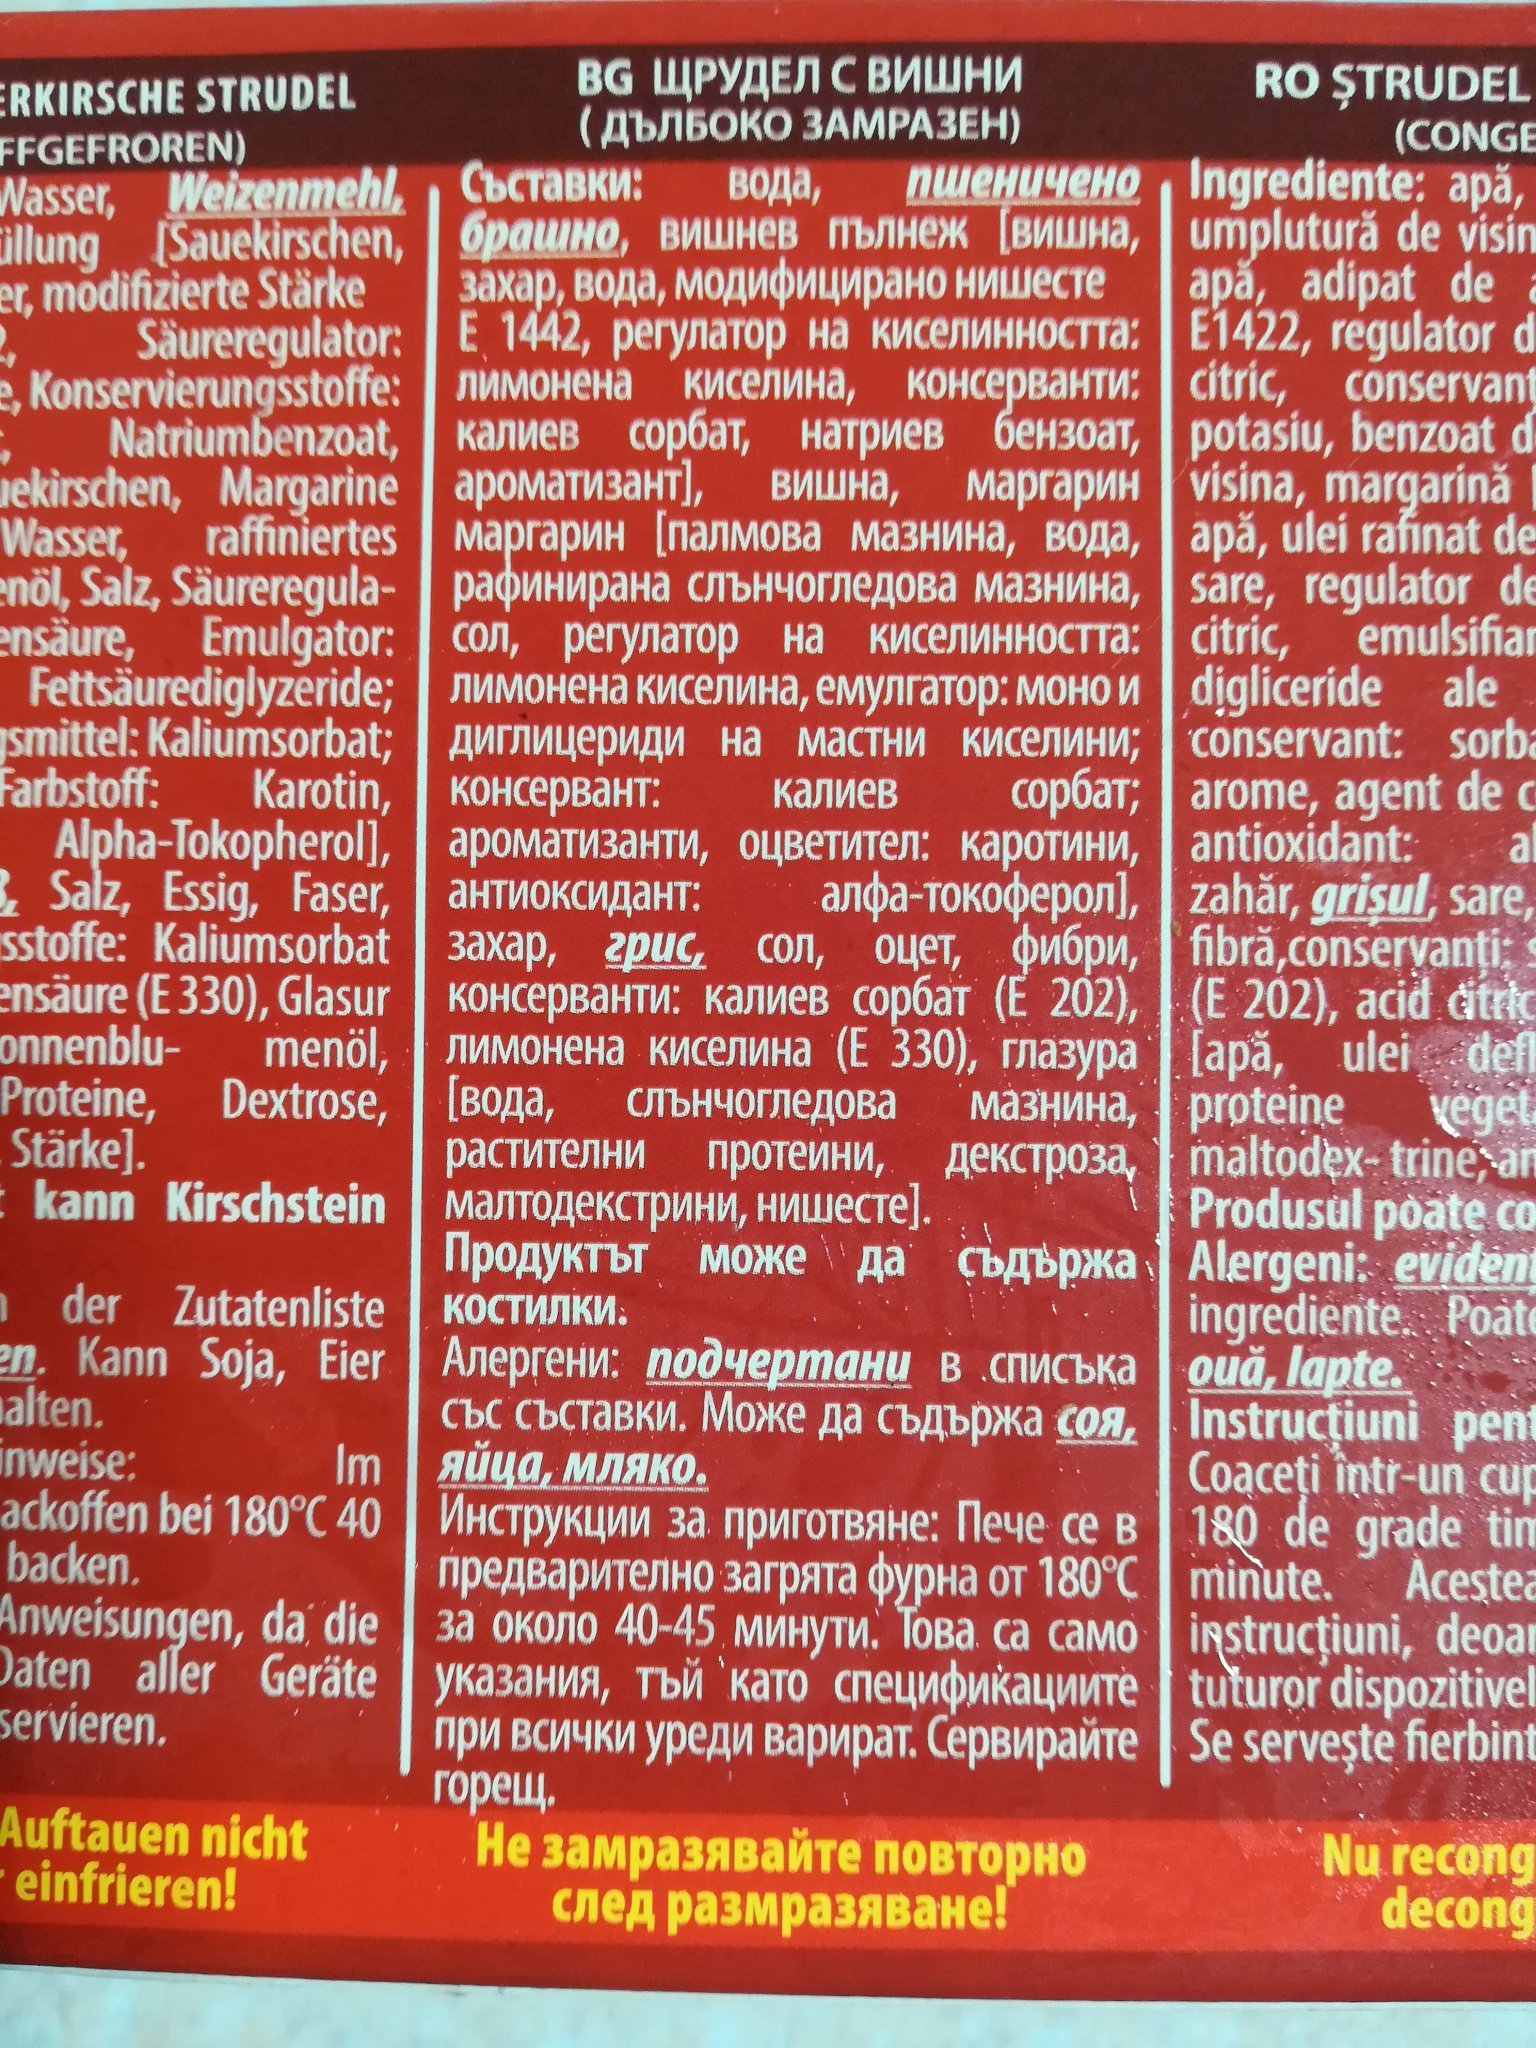 ERKIRSCHE STRUDEL
FFGEFROREN)
Wasser, Weizenmehl,
üllung [Sauekirschen,
er, modifizierte Stärke
2, Säureregulator:
e, Konservierungsstoffe:
t, Natriumbenzoat,
uekirschen, Margarine
Wasser, raffiniertes
enöl, Salz, Säureregula-
ensäure, Emulgator:
Fettsäurediglyzeride;
gsmittel: Kaliumsorbat;
Farbstoff: Karotin,
Alpha-Tokopherol],
ß, Salz, Essig, Faser,
sstoffe: Kaliumsorbat
ensäure (E 330), Glasur
onnenblu- menöl,
Proteine, Dextrose,
Stärke].
t kann Kirschstein
n der Zutatenliste
en. Kann Soja, Eier
alten.
inweise: Im
ackoffen bei 180°C 40
backen.
Anweisungen, da die
Daten aller Geräte
servieren.
Auftauen nicht
einfrieren!
BG ЩРУДЕЛ С ВИШНИ
( ДЪЛБОКО ЗАМРАЗЕН)
Съставки: вода, пшеничено
брашно, вишнев пълнеж [вишна,
захар, вода, модифицирано нишесте
Е 1442, регулатор на киселинността:
лимонена киселина, консерванти:
калиев сорбат, натриев бензоат,
ароматизант], вишна, маргарин
маргарин [палмова мазнина, вода,
рафинирана слънчогледова мазнина,
сол, регулатор на киселинността:
лимонена киселина, емулгатор: моно и
диглицериди на мастни киселини;
консервант: калиев сорбат;
ароматизанти, оцветител: каротини,
антиоксидант: алфа-токоферол],
захар, грис, сол, оцет, фибри,
консерванти: калиев сорбат (Е 202),
лимонена киселина (Е 330), глазура
[вода, слънчогледова мазнина,
растителни протеини, декстроза,
малтодекстрини, нишесте].
Продуктът може да съдържа
костилки.
Алергени: подчертани в списъка
със съставки. Може да съдържа соя,
яйца, мляко.
Инструкции за приготвяне: Пече се в
предварително загрята фурна от 180°C
за около 40-45 минути. Това са само
указания, тъй като спецификациите
при всички уреди варират. Сервирайте
горещ.
Не замразявайте повторно
след размразяване!
RO ȘTRUDEL
(CONGE
Ingrediente: apă,
umplutură de visin
apă, adipat de
E1422, regulator d
citric, conservant
potasiu, benzoat d
visina, margarină
apă, ulei rafinat de
sare, regulator de
citric, emulsifian
digliceride ale
conservant: sorba
arome, agent de c
antioxidant: a
zahăr, grișul, sare,
fibră,conservanți:
(E 202), acid citric
[apă, ulei defl
proteine veget
maltodex- trine, am
Produsul poate co
Alergeni: evident
ingrediente. Poate
ouă, lapte.
Instrucțiuni pent
Coaceți într-un cup
180 de grade tim
minute. Acestea
instrucțiuni, deoar
tuturor dispozitivel
Se servește fierbint
Nu recong
decong